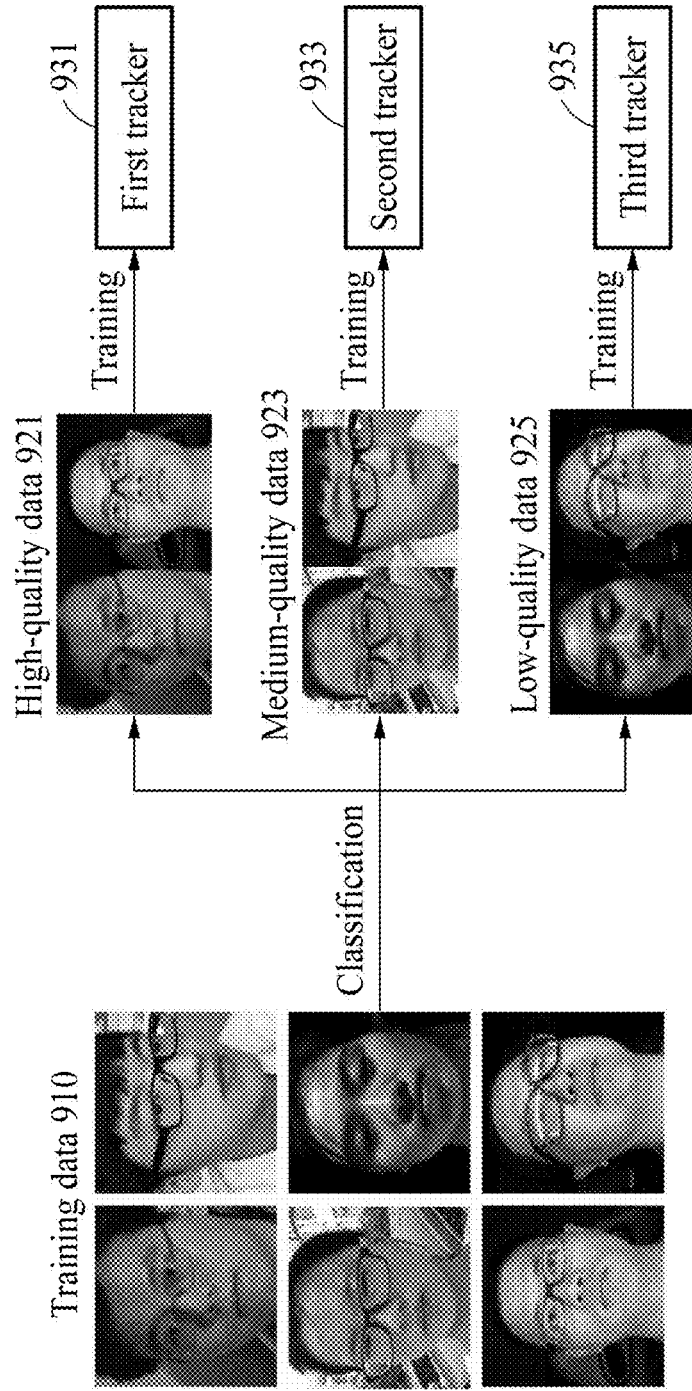 Training data 910
Classification
High-quality data 921
Training
First tracker
931
Medium-quality data 923
Training
Second tracker
933
Low-quality data 925
Training
Third tracker
935